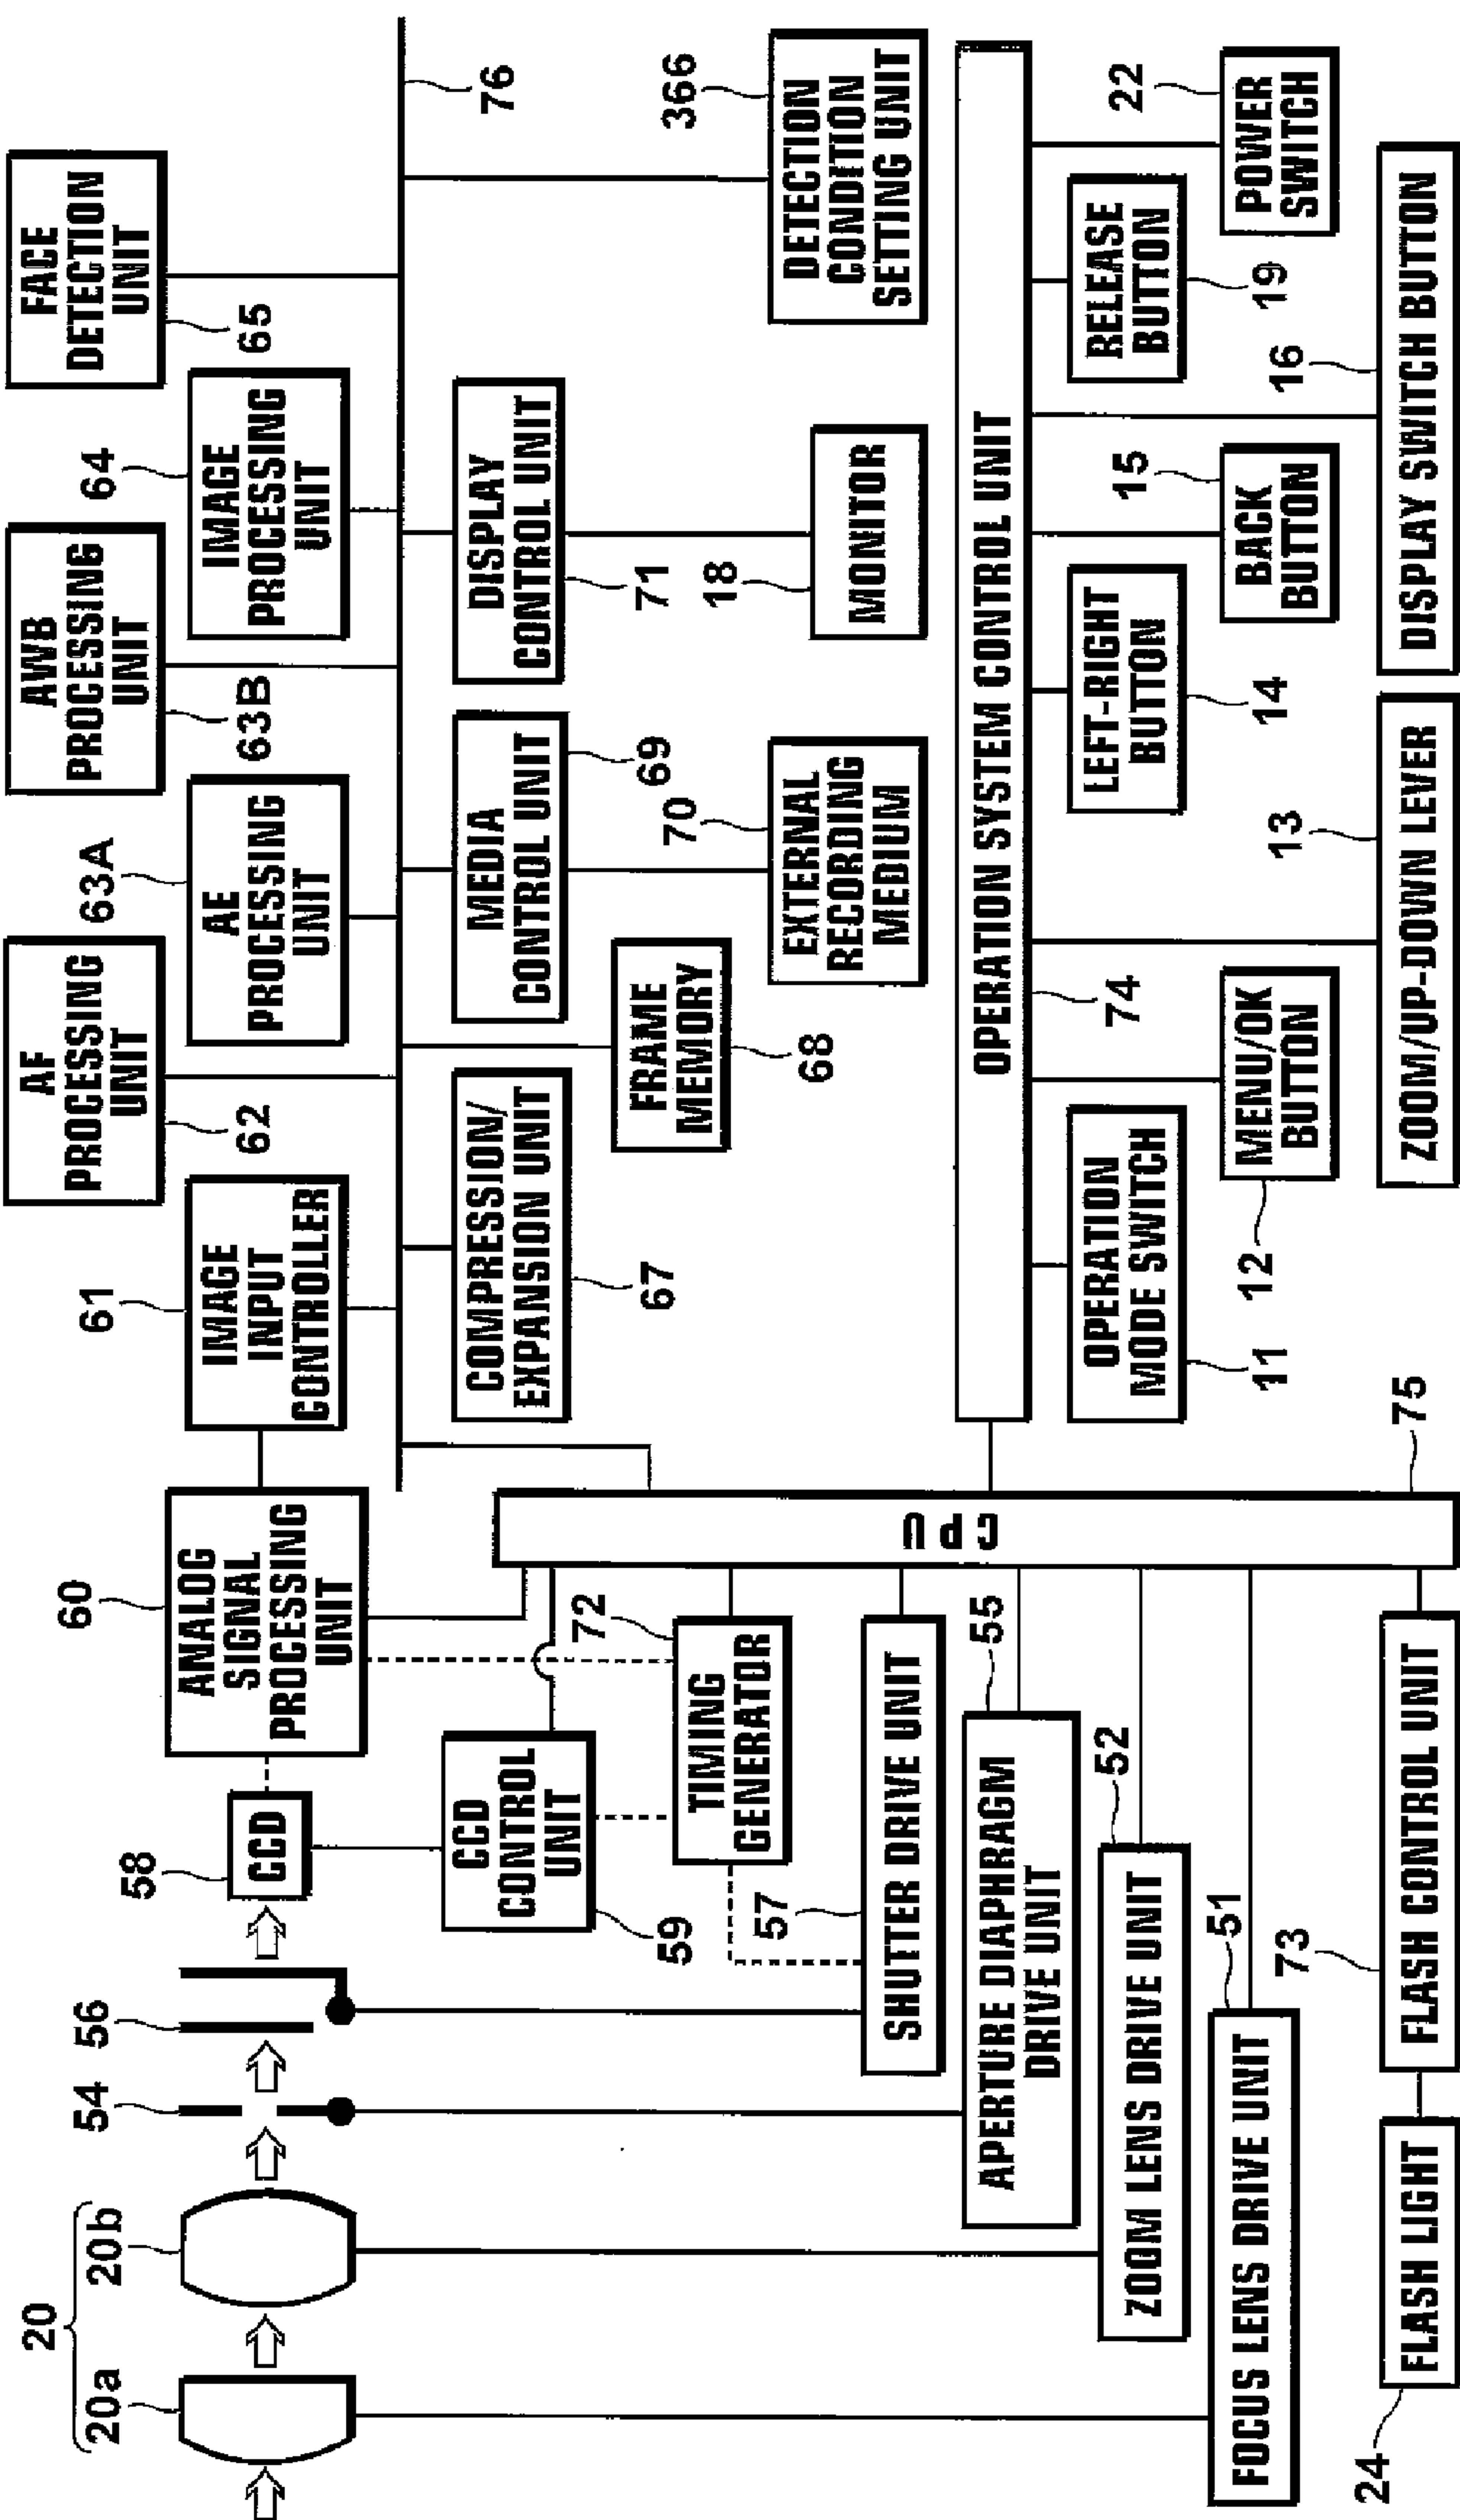 20
20a
20b
54
56
58
CCD
60
ANALOG
SIGNAL
PROCESSING
UNIT
61
IMAGE
INPUT
CONTROLLER
AF
PROCESSING
UNIT
62
63A
AE
PROCESSING
UNIT
AWB
PROCESSING
UNIT
63B
64
IMAGE
PROCESSING
UNIT
FACE
DETECTION
UNIT
65
76
COMPRESSION/
EXPANSION UNIT
67
FRAME
MEMORY
68
MEDIA
CONTROL UNIT
69
70
EXTERNAL
RECORDING
MEDIUM
DISPLAY
CONTROL UNIT
71
18
MONITOR
366
DETECTION
CONDITION
SETTING UNIT
CCD
CONTROL
UNIT
59
72
TIMING
GENERATOR
57
SHUTTER DRIVE UNIT
55
APERTURE DIAPHRAGM
DRIVE UNIT
52
ZOOM LENS DRIVE UNIT
51
FOCUS LENS DRIVE UNIT
73
FLASH CONTROL UNIT
24
FLASH LIGHT
CPU
75
OPERATION SYSTEM CONTROL UNIT
74
OPERATION
MODE SWITCH
11
MENU/OK
BUTTON
12
ZOOM/UP-DOWN LEVER
13
LEFT-RIGHT
BUTTON
14
BACK
BUTTON
15
DISPLAY SWITCH BUTTON
16
RELEASE
BUTTON
19
POWER
SWITCH
22